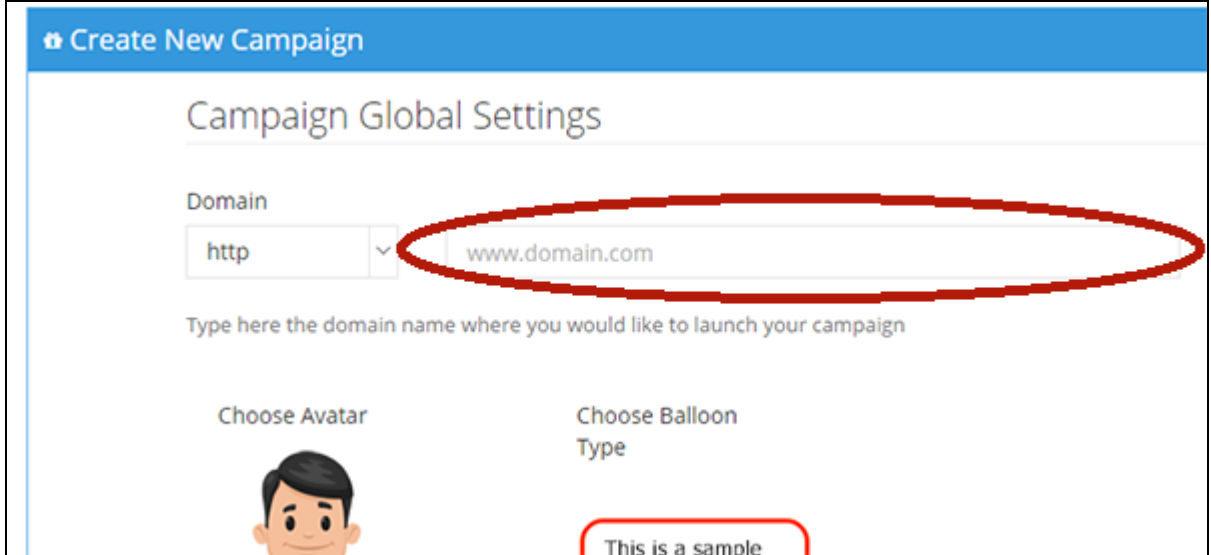 Create New Campaign
Campaign Global Settings
Domain
http
www.domain.com
Type here the domain name where you would like to launch your campaign
Choose Avatar
Choose Balloon
Type
This is a sample